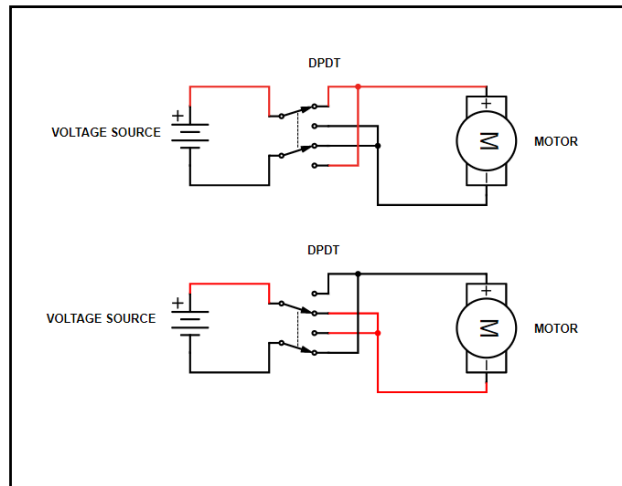 DPDT
+
VOLTAGE SOURCE
+
M
−
MOTOR
DPDT
+
VOLTAGE SOURCE
+
M
−
MOTOR